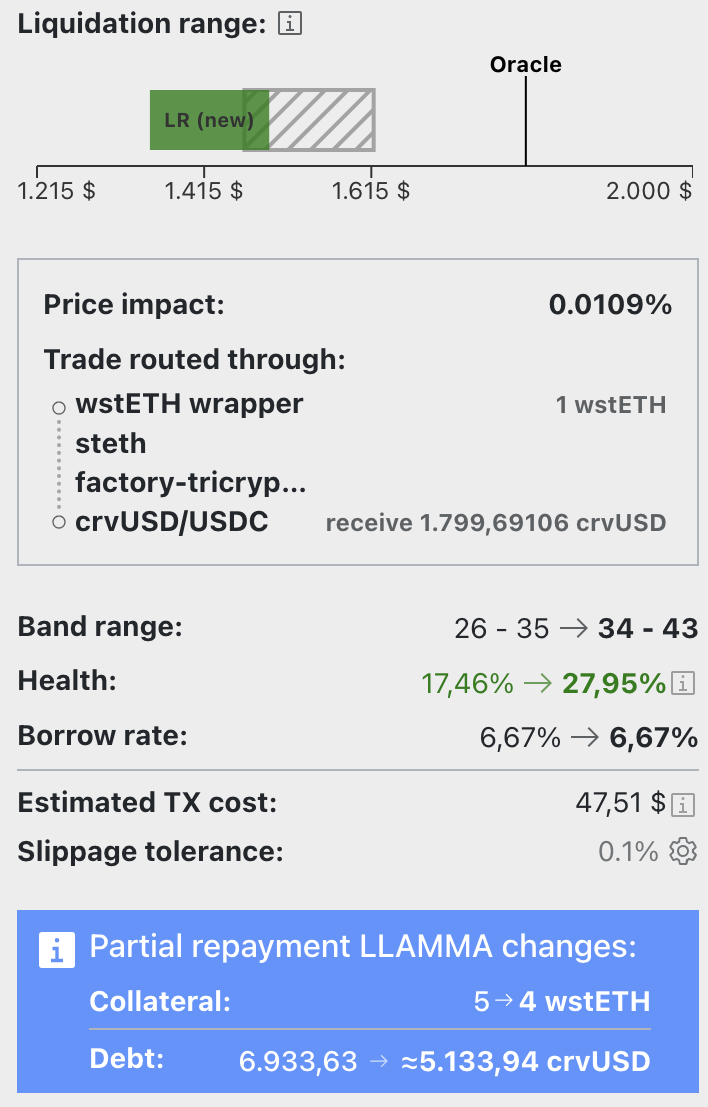 Liquidation range: i
Oracle
LR (new)
1.215 $ 1.415 $ 1.615 $ 2.000 $
Price impact: 0.0109%
Trade routed through:
wstETH wrapper 1 wstETH
steth
factory-tricryp...
crvUSD/USDC receive 1.799,69106 crvUSD
Band range: 26 - 35 → 34 - 43
Health: 17,46% → 27,95% i
Borrow rate: 6,67% → 6,67%
Estimated TX cost: 47,51 $ i
Slippage tolerance: 0.1%
i Partial repayment LLAMMA changes:
Collateral: 5 → 4 wstETH
Debt: 6.933,63 → ≈5.133,94 crvUSD